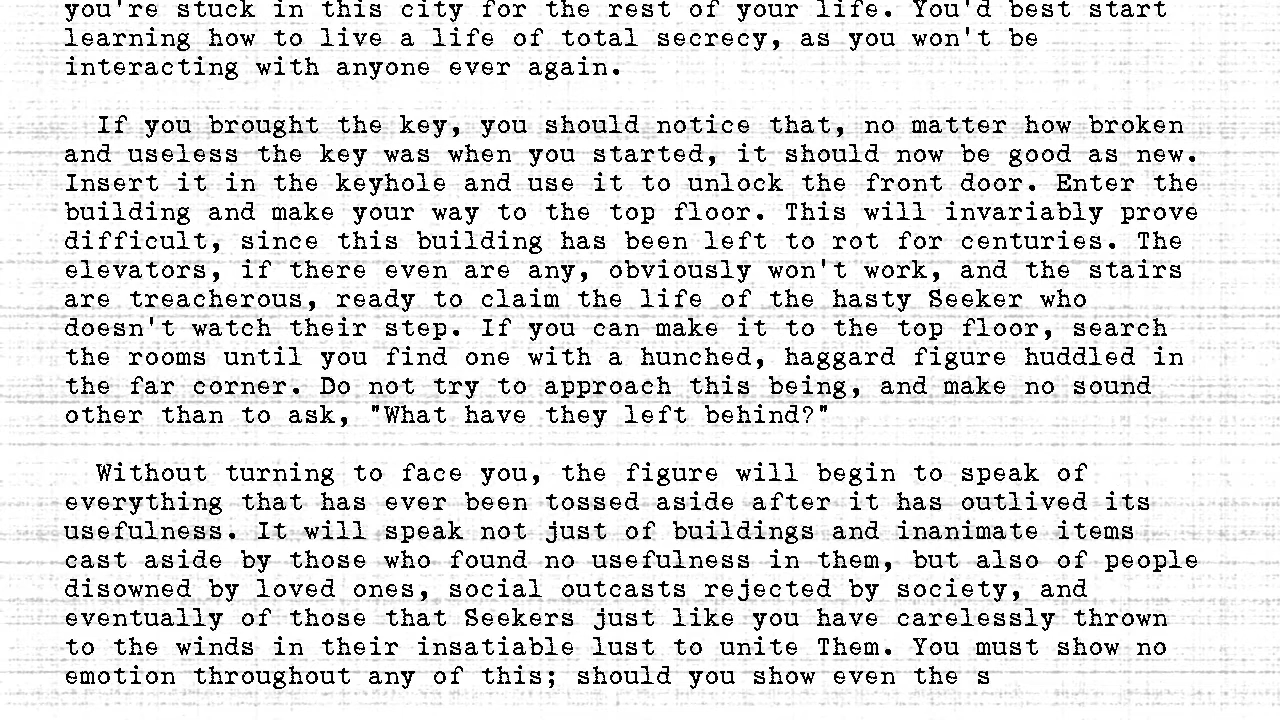 you're stuck in this city for the rest of your life. You'd best start
learning how to live a life of total secrecy, as you won't be
interacting with anyone ever again.
If you brought the key, you should notice that, no matter how broken
and useless the key was when you started, it should now be good as new.
Insert it in the keyhole and use it to unlock the front door. Enter the
building and make your way to the top floor. This will invariably prove
difficult, since this building has been left to rot for centuries. The
elevators, if there even are any, obviously won't work, and the stairs
are treacherous, ready to claim the life of the hasty Seeker who
doesn't watch their step. If you can make it to the top floor, search
the rooms until you find one with a hunched, haggard figure huddled in
the far corner. Do not try to approach this being, and make no sound
other than to ask, "What have they left behind?"
Without turning to face you, the figure will begin to speak of
everything that has ever been tossed aside after it has outlived its
usefulness. It will speak not just of buildings and inanimate items
cast aside by those who found no usefulness in them, but also of people
disowned by loved ones, social outcasts rejected by society, and
eventually of those that Seekers just like you have carelessly thrown
to the winds in their insatiable lust to unite Them. You must show no
emotion throughout any of this; should you show even the s